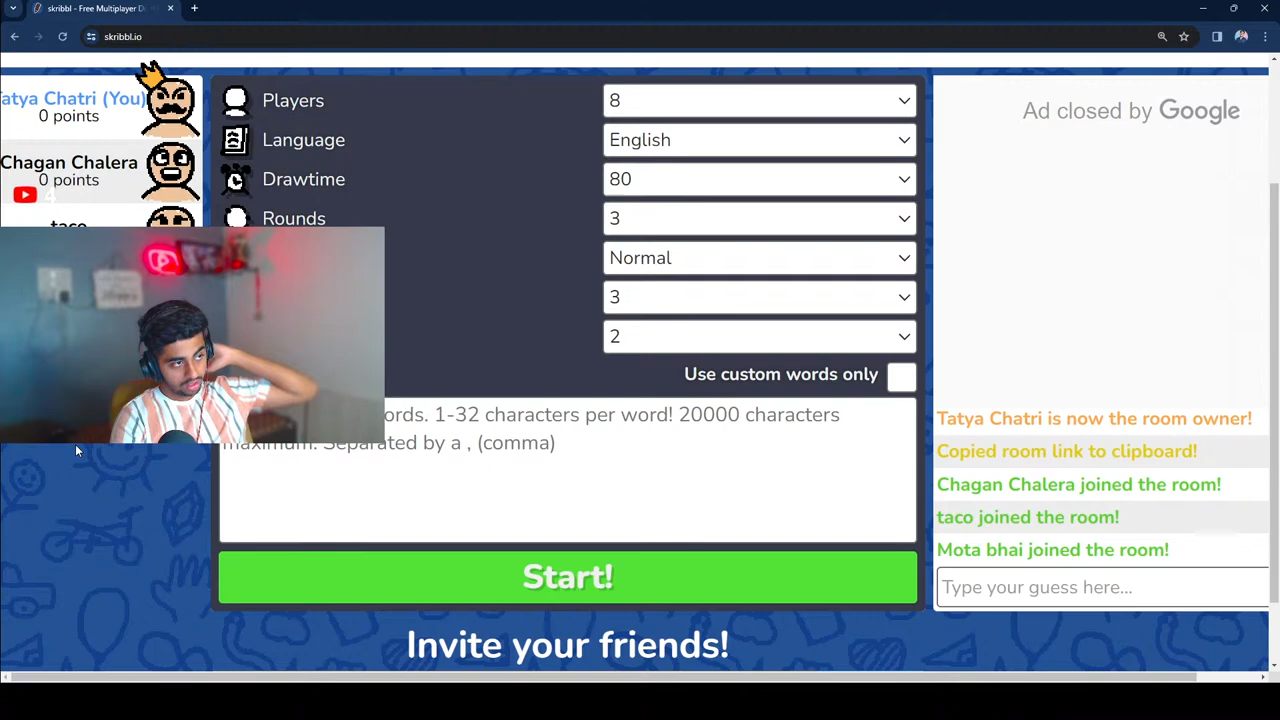 skribbl - Free Multiplayer D
skribbl.io
Tatya Chatri (You)
0 points
Chagan Chalera
0 points
4
taco
Players
8
Language
English
Drawtime
80
Rounds
3
Normal
3
2
Use custom words only
ords. 1-32 characters per word! 20000 characters
maximum. Separated by a , (comma)
Start!
Invite your friends!
Ad closed by Google
Tatya Chatri is now the room owner!
Copied room link to clipboard!
Chagan Chalera joined the room!
taco joined the room!
Mota bhai joined the room!
Type your guess here...